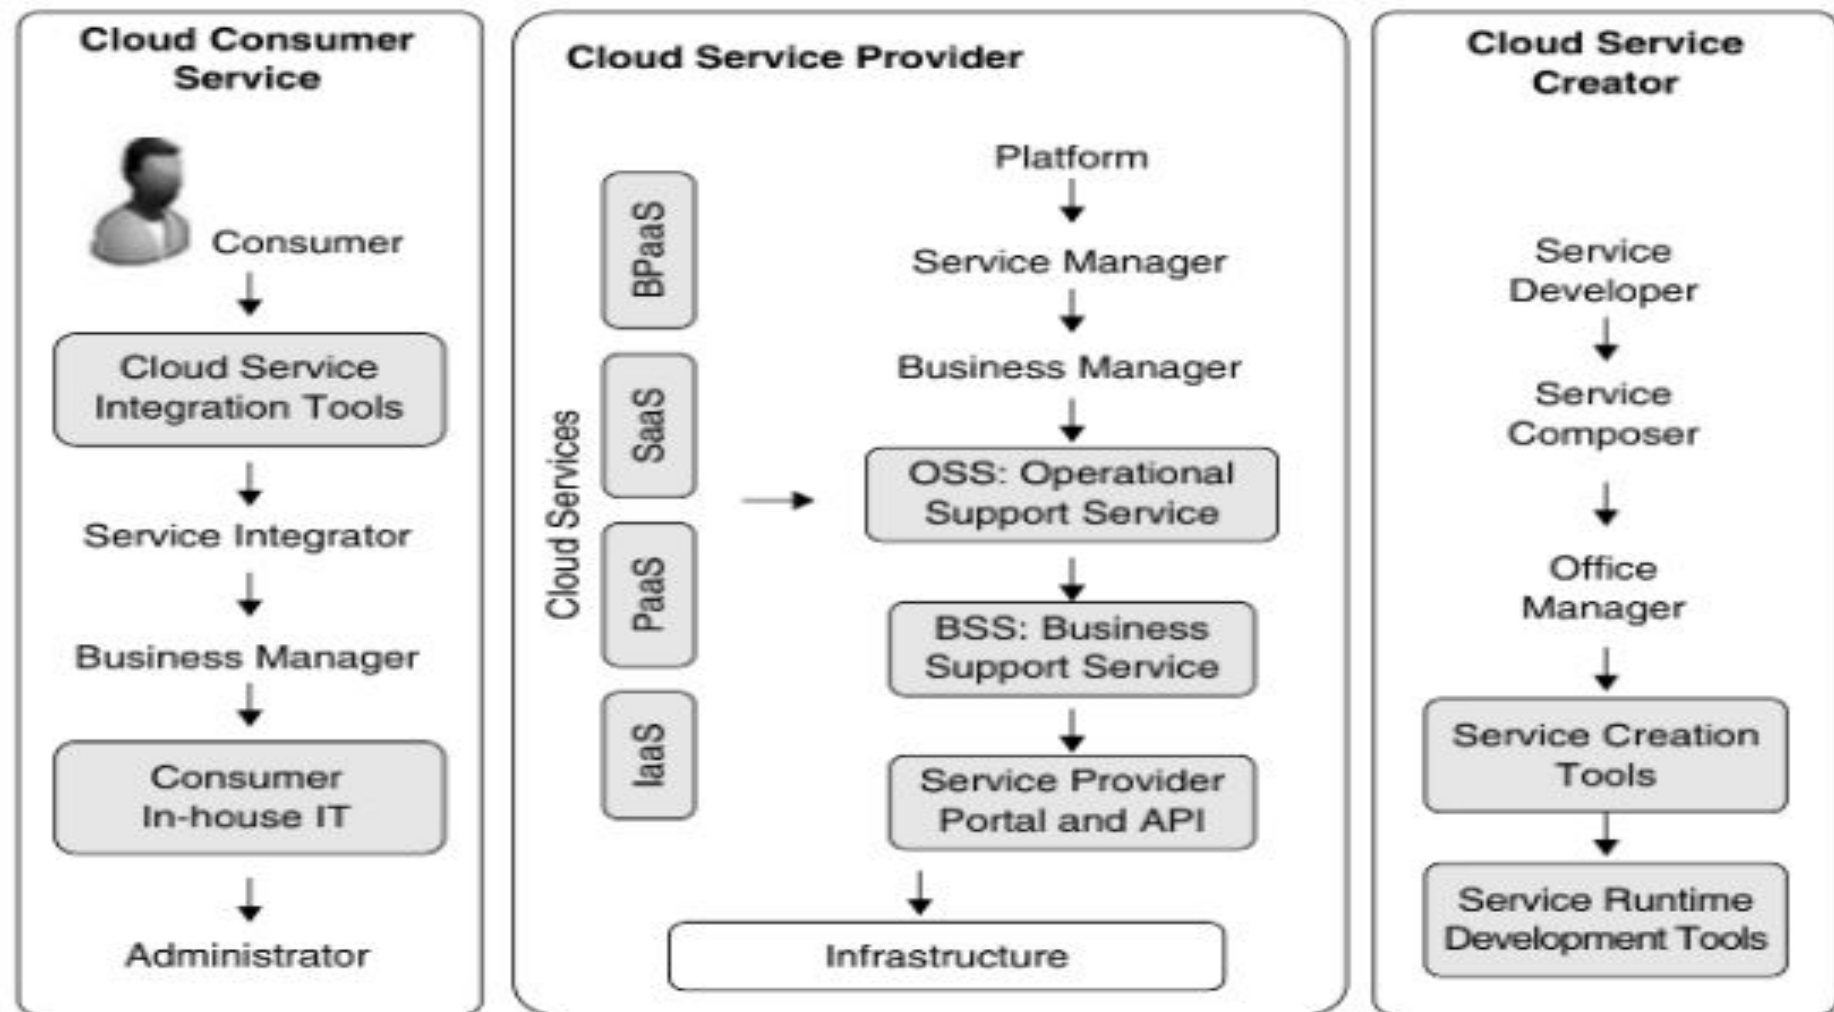 Cloud Consumer
Service
Consumer
Cloud Service
Integration Tools
Service Integrator
Business Manager
Consumer
In-house IT
Administrator
Cloud Service Provider
Cloud Services
BPaaS
SaaS
PaaS
IaaS
Platform
Service Manager
Business Manager
OSS: Operational
Support Service
BSS: Business
Support Service
Service Provider
Portal and API
Infrastructure
Cloud Service
Creator
Service
Developer
Service
Composer
Office
Manager
Service Creation
Tools
Service Runtime
Development Tools